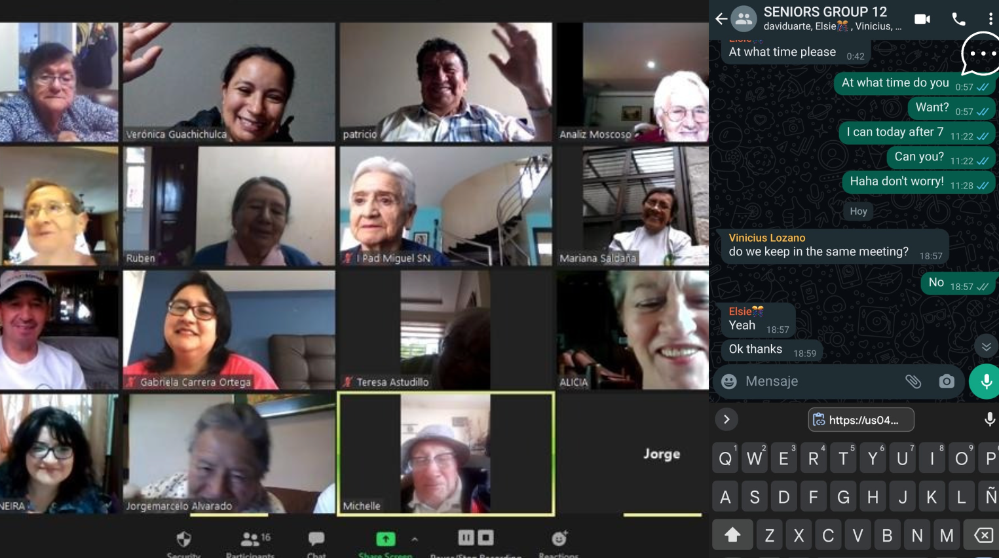 Verónica Guachichulca
patricio
Analiz Moscoso
Ruben
I Pad Miguel SN
Mariana Saldaña
Gabriela Carrera Ortega
Teresa Astudillo
ALICIA
NEIRA
Jorgemarcelo Alvarado
Michelle
Jorge
Security
16
Participants
Chat
Share Screen
Pause/Stop Recording
Reactions
SENIORS GROUP 12
daviduarte, Elsie, Vinicius, ...
Elsie
At what time please 0:42
At what time do you 0:57
Want? 0:57
I can today after 7 11:22
Can you? 11:22
Haha don't worry! 11:28
Hoy
Vinicius Lozano
do we keep in the same meeting? 18:57
No 18:57
Elsie
Yeah 18:57
Ok thanks 18:59
Mensaje
https://us04...
1 2 3 4 5 6 7 8 9
Q W E R T Y U I O P
A S D F G H J K L Ñ
Z X C V B N M